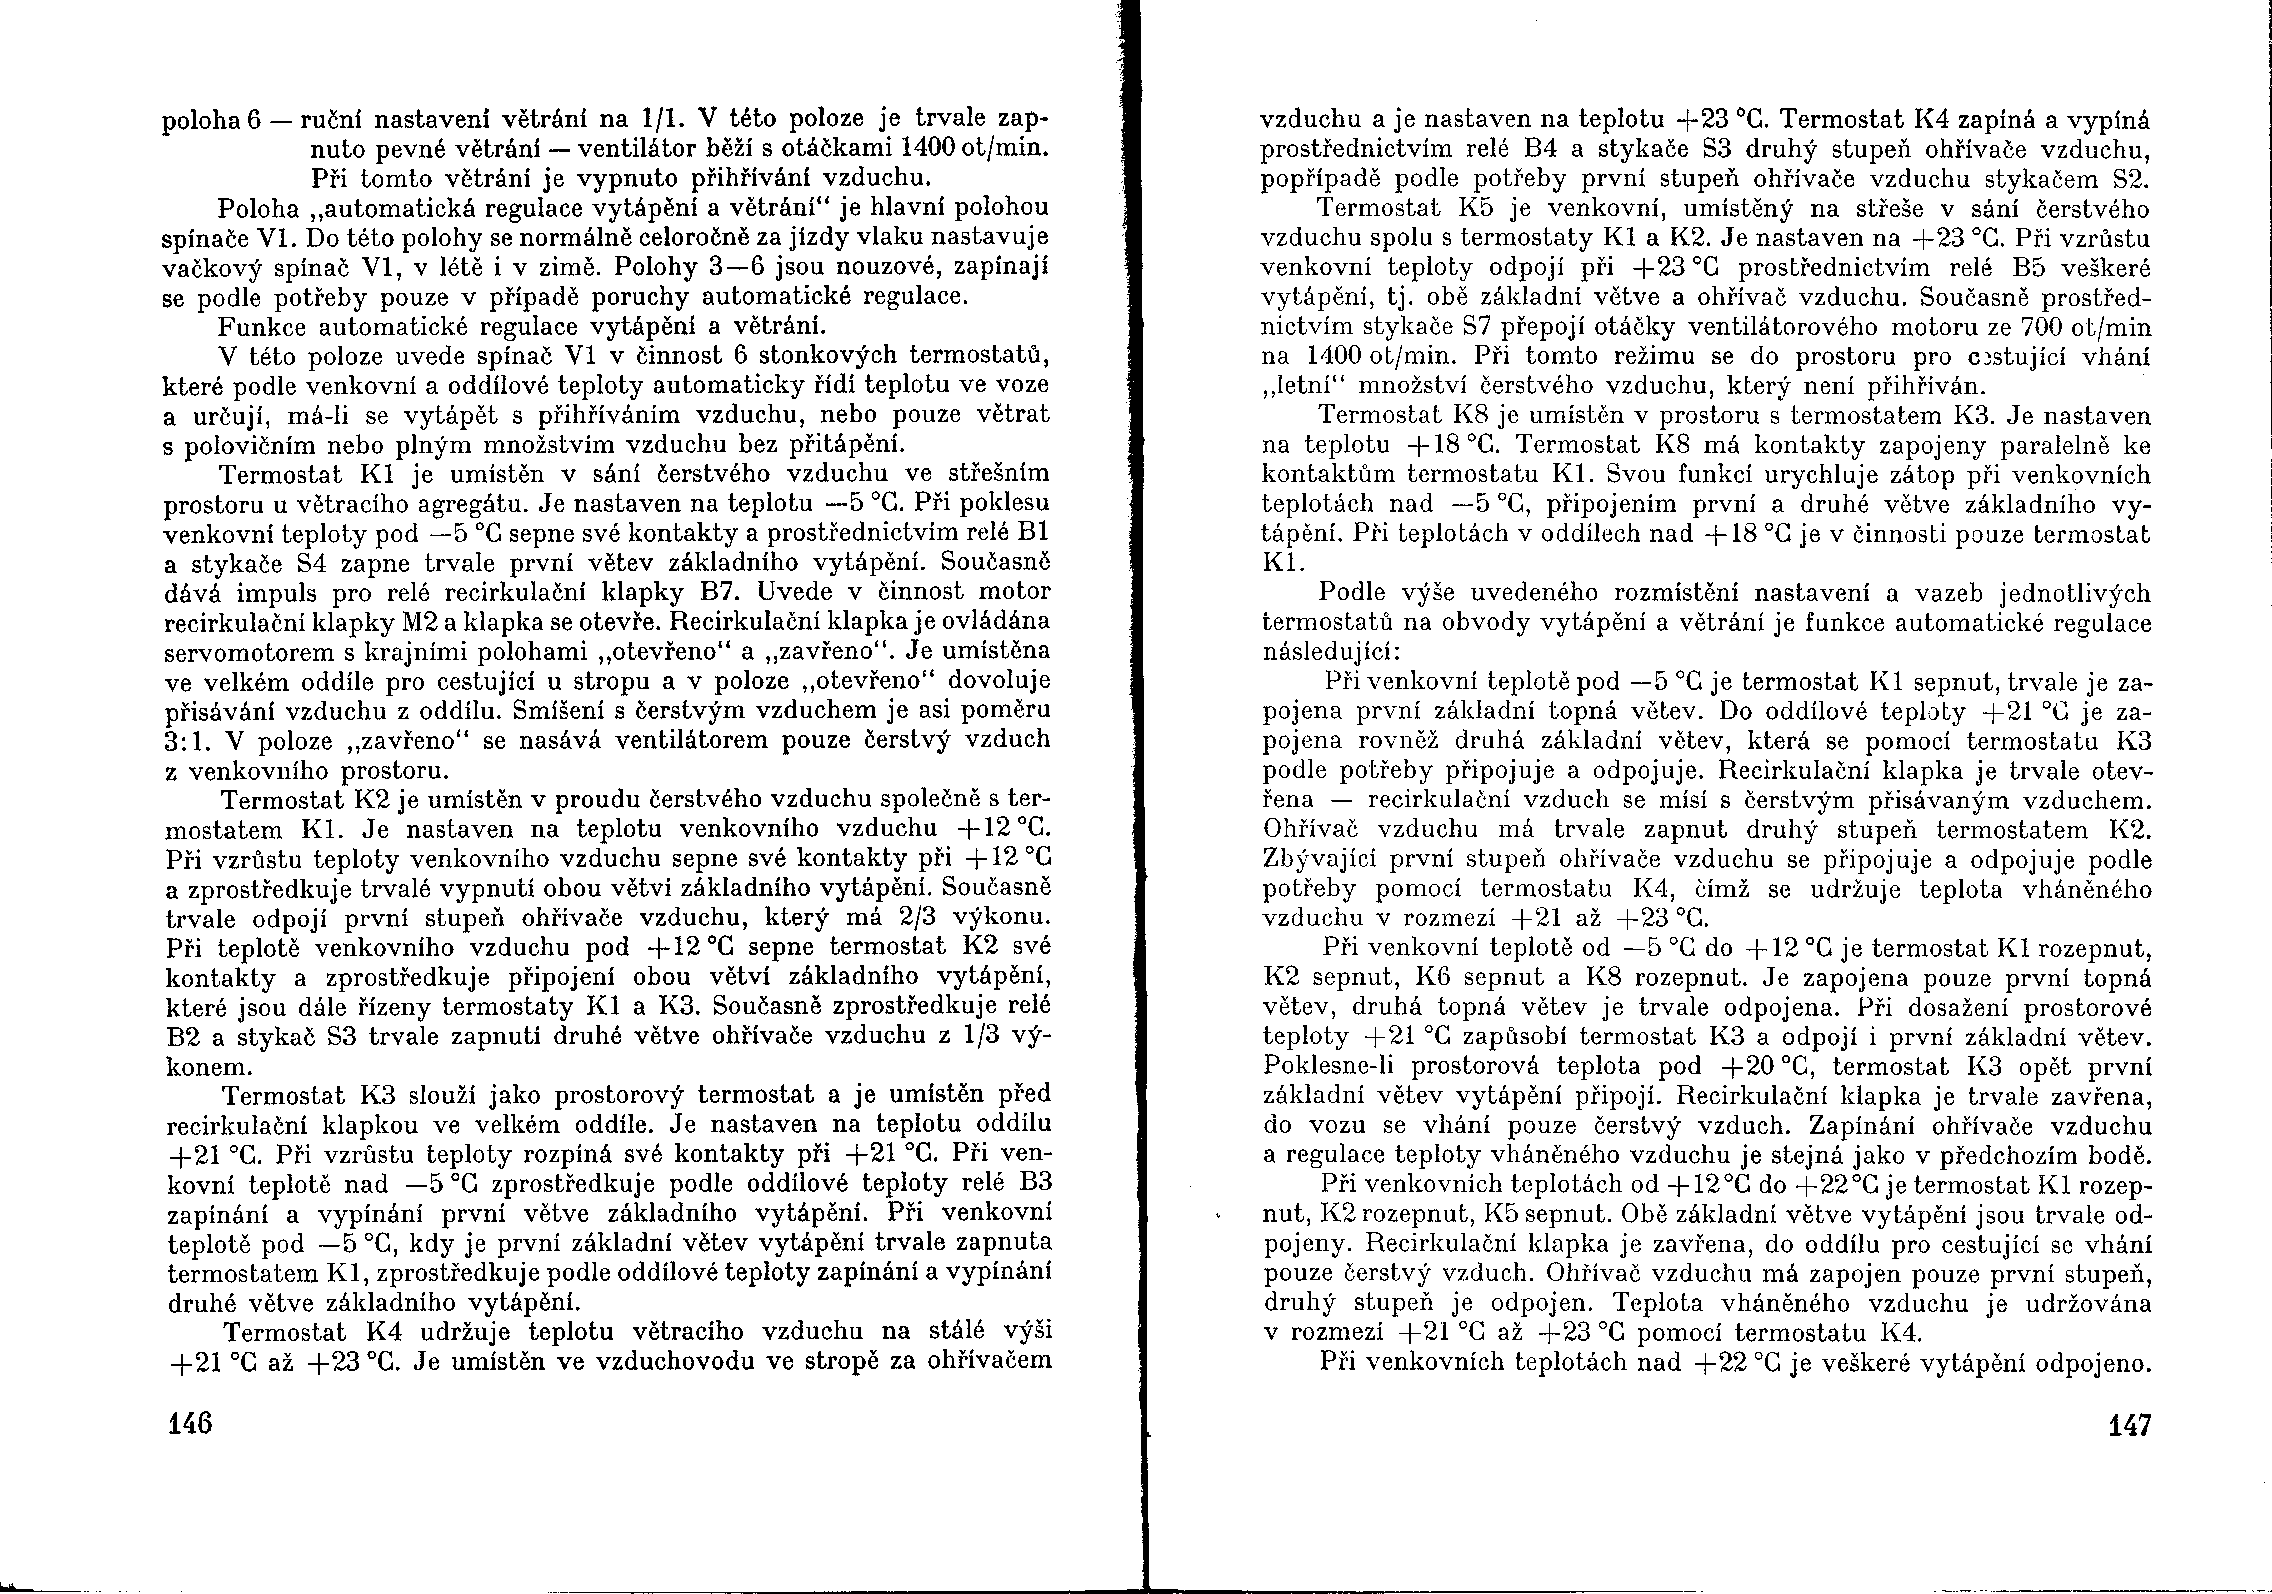 poloha 6 — ruční nastavení větrání na 1/1. V této poloze je trvale zap-
nuto pevné větrání — ventilátor běží s otáčkami 1400 ot/min.
Při tomto větrání je vypnuto přihřívání vzduchu.
Poloha ,,automatická regulace vytápění a větrání“ je hlavní polohou
spínače V1. Do této polohy se normálně celoročně za jízdy vlaku nastavuje
vačkový spínač V1, v létě i v zimě. Polohy 3—6 jsou nouzové, zapínají
se podle potřeby pouze v případě poruchy automatické regulace.
Funkce automatické regulace vytápění a větrání.
V této poloze uvede spínač V1 v činnost 6 stonkových termostatů,
které podle venkovní a oddílové teploty automaticky řídí teplotu ve voze
a určují, má-li se vytápět s přihříváním vzduchu, nebo pouze větrat
s polovičním nebo plným množstvím vzduchu bez přitápění.
Termostat K1 je umístěn v sání čerstvého vzduchu ve střešním
prostoru u větracího agregátu. Je nastaven na teplotu —5 °C. Při poklesu
venkovní teploty pod —5 °C sepne své kontakty a prostřednictvím relé B1
a stykače S4 zapne trvale první větev základního vytápění. Současně
dává impuls pro relé recirkulační klapky B7. Uvede v činnost motor
recirkulační klapky M2 a klapka se otevře. Recirkulační klapka je ovládána
servomotorem s krajními polohami ,,otevřeno“ a ,,zavřeno“. Je umístěna
ve velkém oddíle pro cestující u stropu a v poloze ,,otevřeno“ dovoluje
přisávání vzduchu z oddílu. Smíšení s čerstvým vzduchem je asi poměru
3:1. V poloze ,,zavřeno“ se nasává ventilátorem pouze čerstvý vzduch
z venkovního prostoru.
Termostat K2 je umístěn v proudu čerstvého vzduchu společně s ter-
mostatem K1. Je nastaven na teplotu venkovního vzduchu +12 °C.
Při vzrůstu teploty venkovního vzduchu sepne své kontakty při +12 °C
a zprostředkuje trvalé vypnutí obou větví základního vytápění. Současně
trvale odpojí první stupeň ohřívače vzduchu, který má 2/3 výkonu.
Při teplotě venkovního vzduchu pod +12 °C sepne termostat K2 své
kontakty a zprostředkuje připojení obou větví základního vytápění,
které jsou dále řízeny termostaty K1 a K3. Současně zprostředkuje relé
B2 a stykač S3 trvale zapnutí druhé větve ohřívače vzduchu z 1/3 vý-
konem.
Termostat K3 slouží jako prostorový termostat a je umístěn před
recirkulační klapkou ve velkém oddíle. Je nastaven na teplotu oddílu
+21 °C. Při vzrůstu teploty rozpíná své kontakty při +21 °C. Při ven-
kovní teplotě nad —5 °C zprostředkuje podle oddílové teploty relé B3
zapínání a vypínání první větve základního vytápění. Při venkovní
teplotě pod —5 °C, kdy je první základní větev vytápění trvale zapnuta
termostatem K1, zprostředkuje podle oddílové teploty zapínání a vypínání
druhé větve základního vytápění.
Termostat K4 udržuje teplotu větracího vzduchu na stálé výši
+21 °C až +23 °C. Je umístěn ve vzduchovodu ve stropě za ohřívačem
146
vzduchu a je nastaven na teplotu +23 °C. Termostat K4 zapíná a vypíná
prostřednictvím relé B4 a stykače S3 druhý stupeň ohřívače vzduchu,
popřípadě podle potřeby první stupeň ohřívače vzduchu stykačem S2.
Termostat K5 je venkovní, umístěný na střeše v sání čerstvého
vzduchu spolu s termostaty K1 a K2. Je nastaven na +23 °C. Při vzrůstu
venkovní teploty odpojí při +23 °C prostřednictvím relé B5 veškeré
vytápění, tj. obě základní větve a ohřívač vzduchu. Současně prostřed-
nictvím stykače S7 přepojí otáčky ventilátorového motoru ze 700 ot/min
na 1400 ot/min. Při tomto režimu se do prostoru pro cestující vhání
,,letní“ množství čerstvého vzduchu, který není přihříván.
Termostat K8 je umístěn v prostoru s termostatem K3. Je nastaven
na teplotu +18 °C. Termostat K8 má kontakty zapojeny paralelně ke
kontaktům termostatu K1. Svou funkcí urychluje zátop při venkovních
teplotách nad —5 °C, připojením první a druhé větve základního vy-
tápění. Při teplotách v oddílech nad +18 °C je v činnosti pouze termostat
K1.
Podle výše uvedeného rozmístění nastavení a vazeb jednotlivých
termostatů na obvody vytápění a větrání je funkce automatické regulace
následující:
Při venkovní teplotě pod —5 °C je termostat K1 sepnut, trvale je za-
pojena první základní topná větev. Do oddílové teploty +21 °C je za-
pojena rovněž druhá základní větev, která se pomocí termostatu K3
podle potřeby připojuje a odpojuje. Recirkulační klapka je trvale otev-
řena — recirkulační vzduch se mísí s čerstvým přisávaným vzduchem.
Ohřívač vzduchu má trvale zapnut druhý stupeň termostatem K2.
Zbývající první stupeň ohřívače vzduchu se připojuje a odpojuje podle
potřeby pomocí termostatu K4, čímž se udržuje teplota vháněného
vzduchu v rozmezí +21 až +23 °C.
Při venkovní teplotě od —5 °C do +12 °C je termostat K1 rozepnut,
K2 sepnut, K6 sepnut a K8 rozepnut. Je zapojena pouze první topná
větev, druhá topná větev je trvale odpojena. Při dosažení prostorové
teploty +21 °C zapůsobí termostat K3 a odpojí i první základní větev.
Poklesne-li prostorová teplota pod +20 °C, termostat K3 opět první
základní větev vytápění připojí. Recirkulační klapka je trvale zavřena,
do vozu se vhání pouze čerstvý vzduch. Zapínání ohřívače vzduchu
a regulace teploty vháněného vzduchu je stejná jako v předchozím bodě.
Při venkovních teplotách od +12 °C do +22 °C je termostat K1 rozep-
nut, K2 rozepnut, K5 sepnut. Obě základní větve vytápění jsou trvale od-
pojeny. Recirkulační klapka je zavřena, do oddílu pro cestující se vhání
pouze čerstvý vzduch. Ohřívač vzduchu má zapojen pouze první stupeň,
druhý stupeň je odpojen. Teplota vháněného vzduchu je udržována
v rozmezí +21 °C až +23 °C pomocí termostatu K4.
Při venkovních teplotách nad +22 °C je veškeré vytápění odpojeno.
147